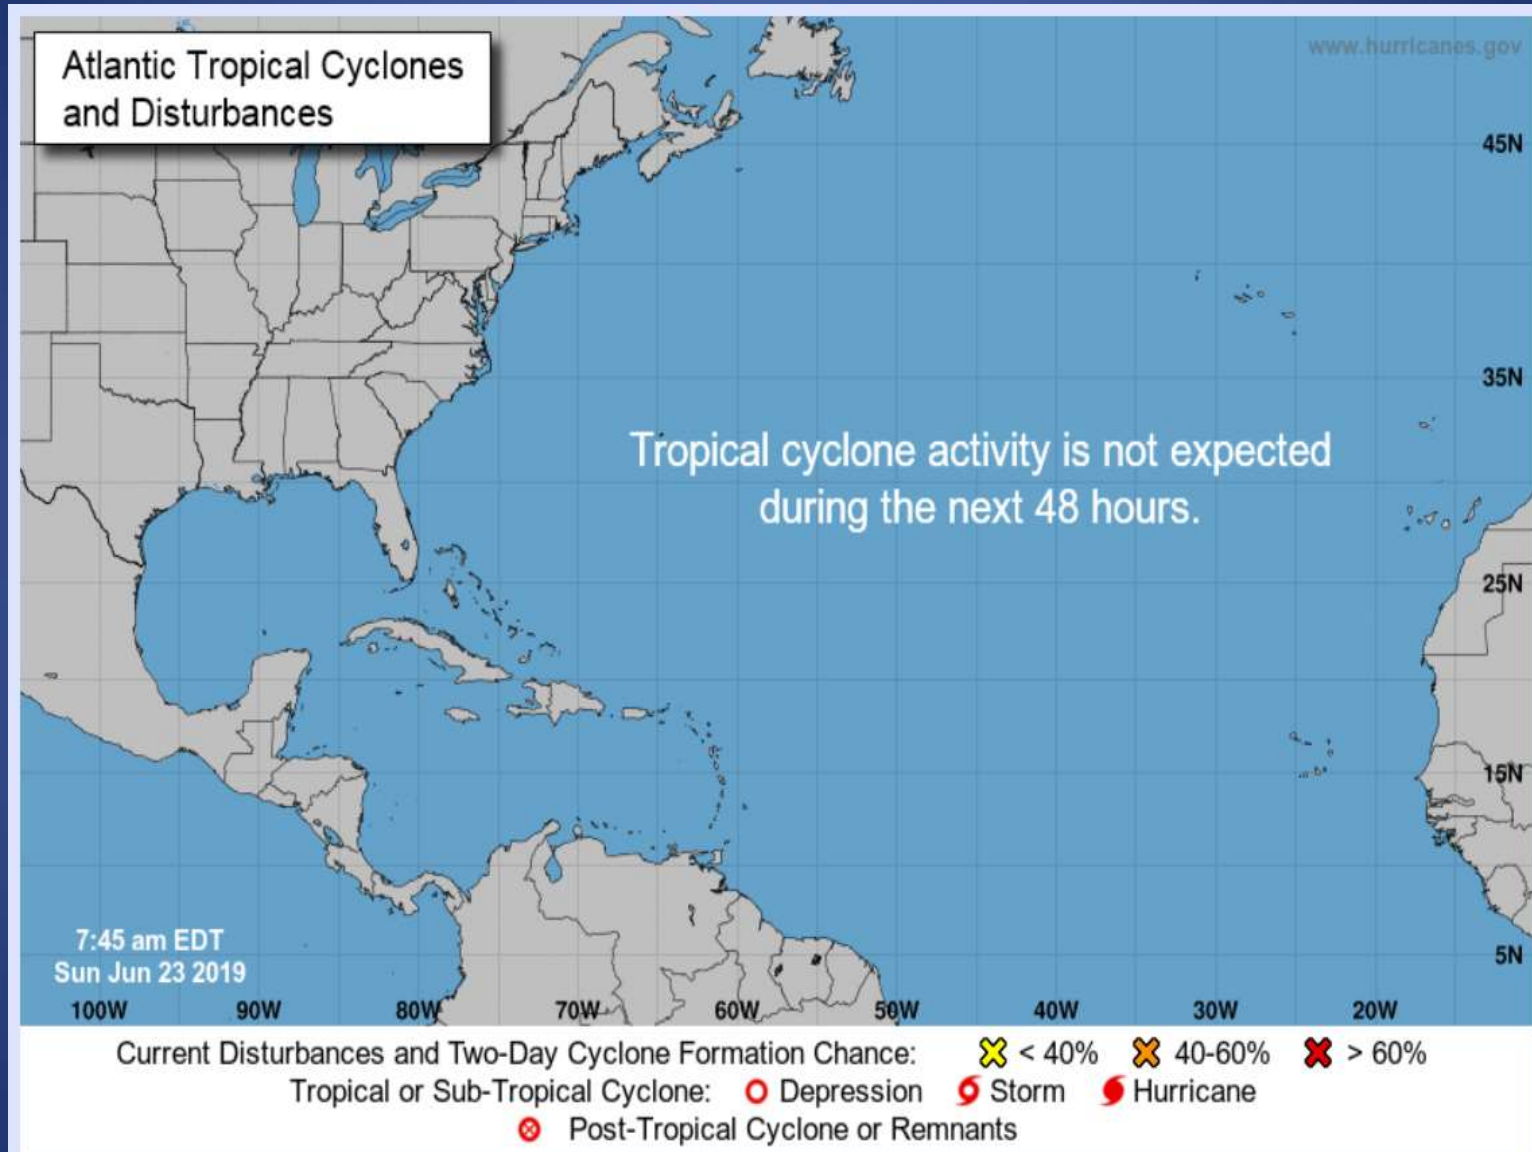 Atlantic Tropical Cyclones
and Disturbances
www.hurricanes.gov
45N
35N
Tropical cyclone activity is not expected
during the next 48 hours.
25N
15N
5N
7:45 am EDT
Sun Jun 23 2019
100W 90W 80W 70W 60W 50W 40W 30W 20W
Current Disturbances and Two-Day Cyclone Formation Chance: < 40% 40-60% > 60%
Tropical or Sub-Tropical Cyclone: Depression Storm Hurricane
Post-Tropical Cyclone or Remnants